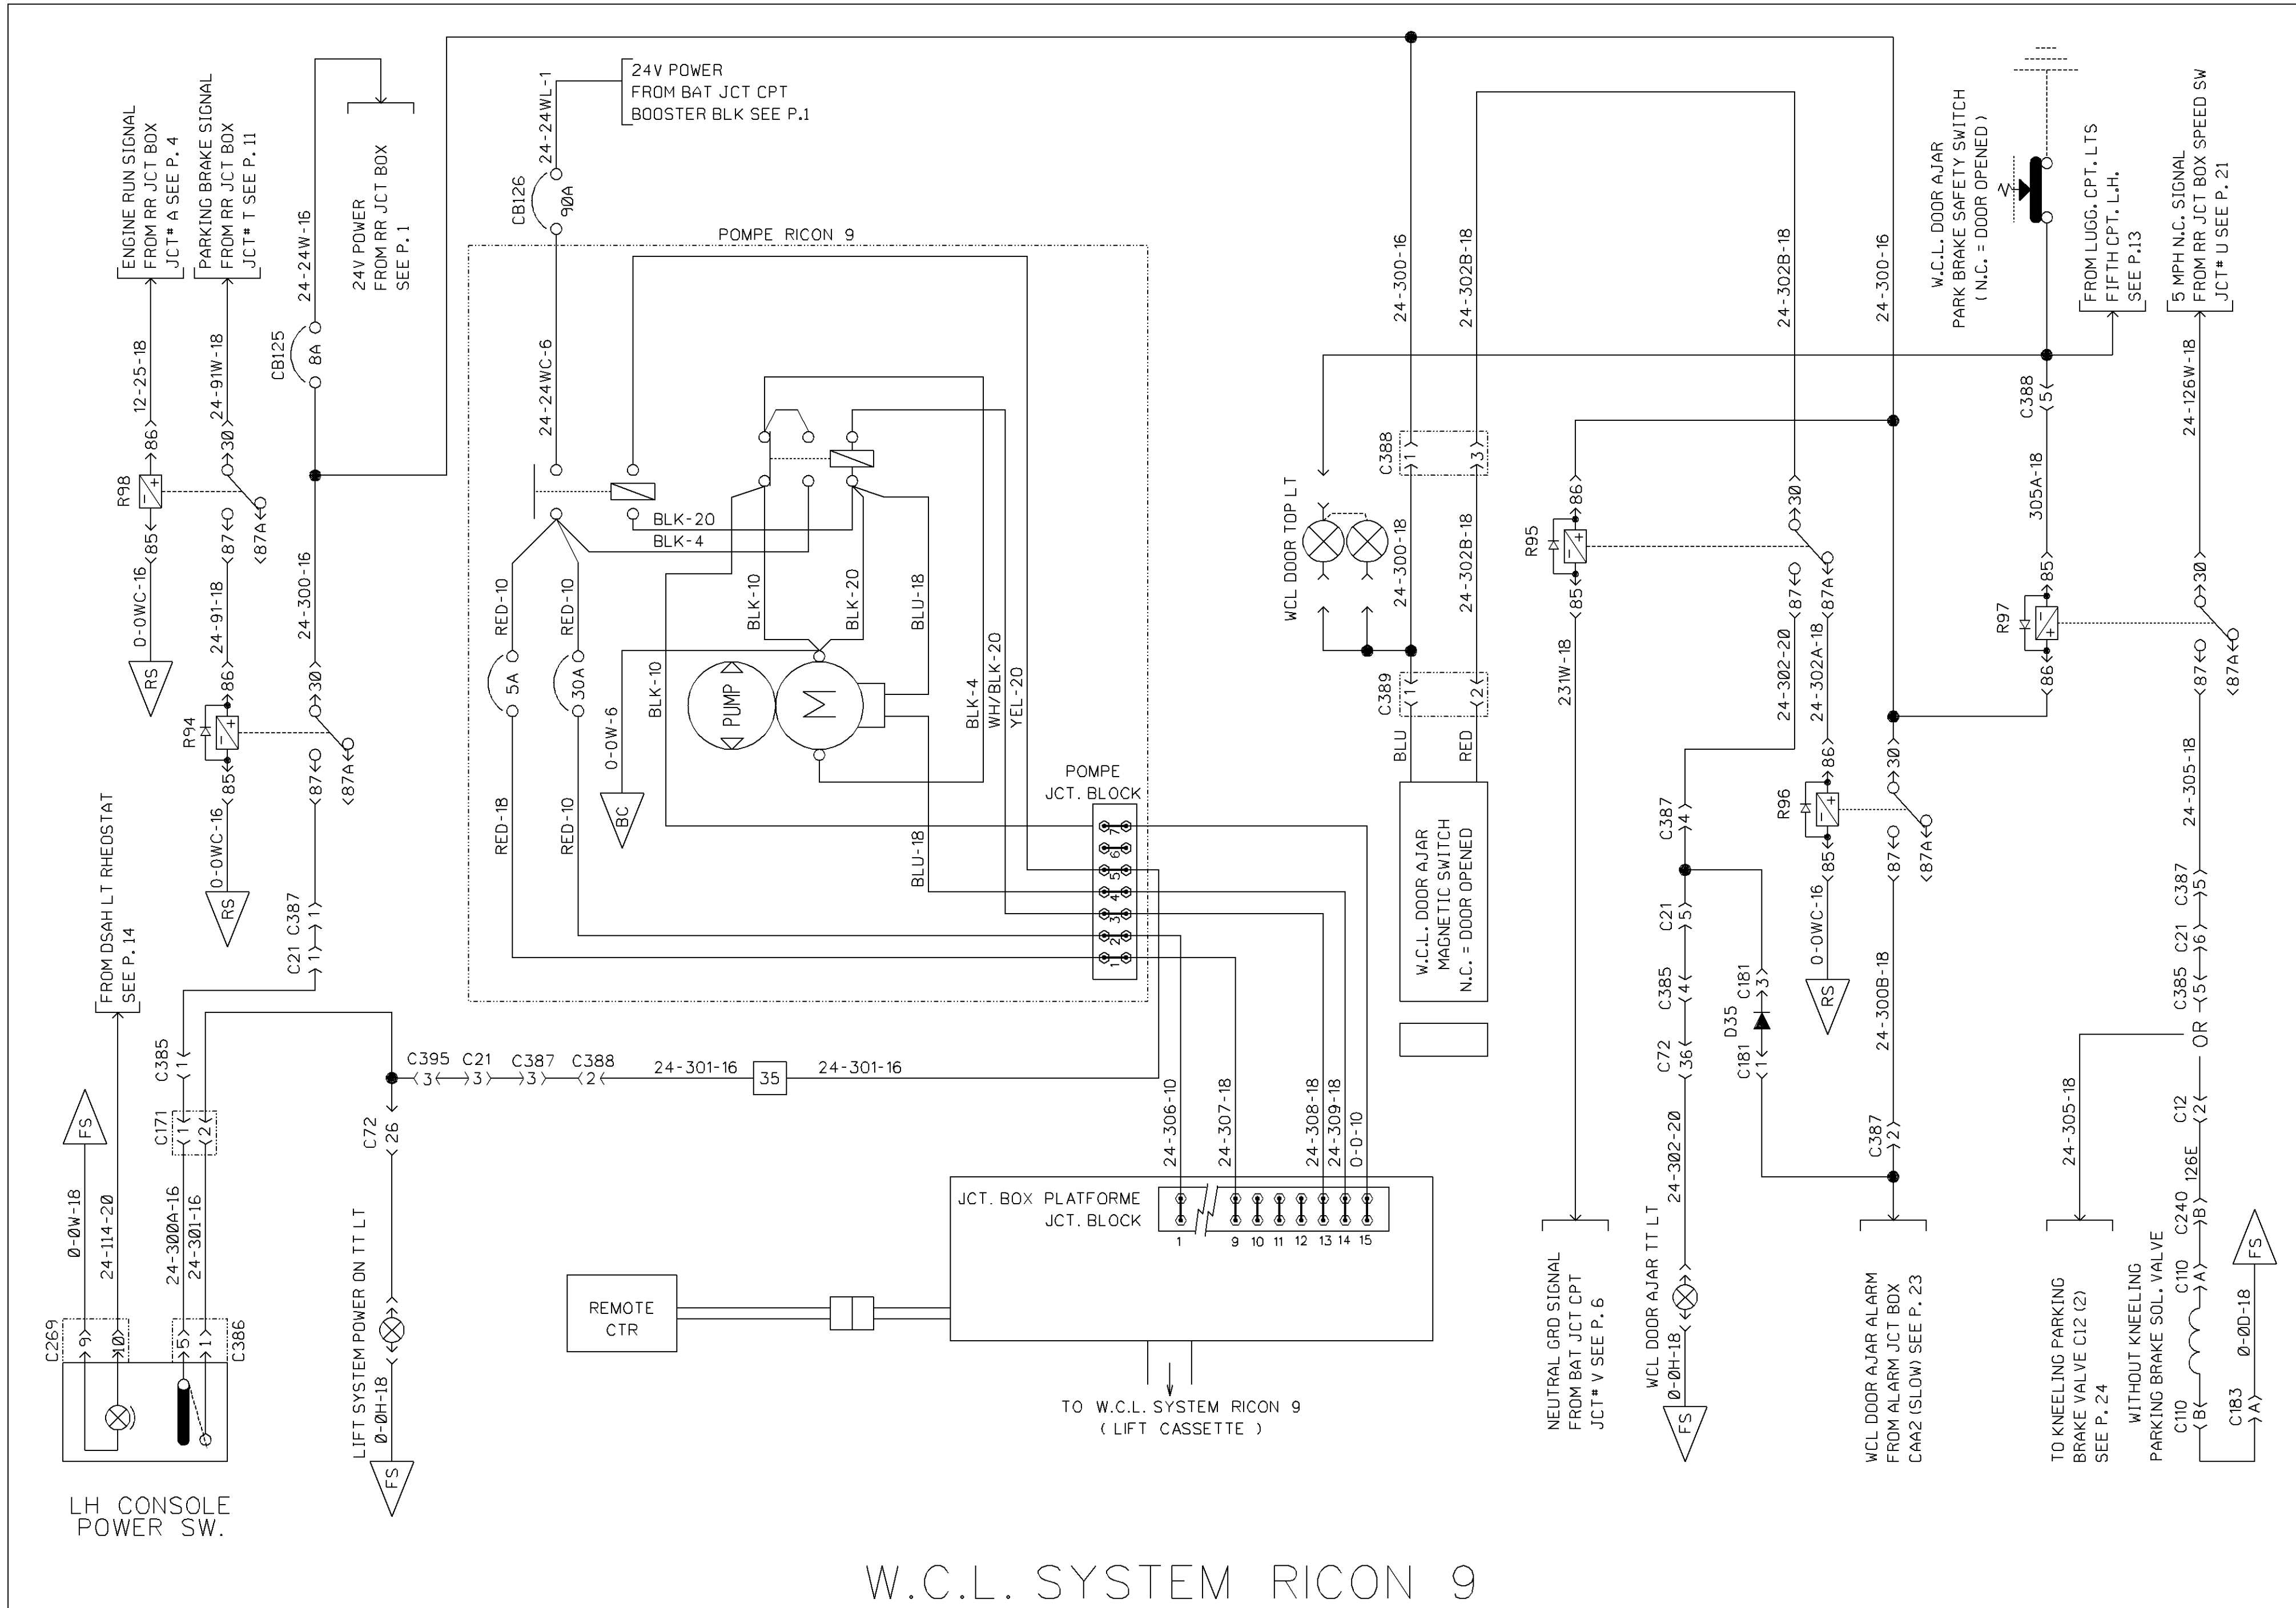 ENGINE RUN SIGNAL
FROM RR JCT BOX
JCT# A SEE P. 4
PARKING BRAKE SIGNAL
FROM RR JCT BOX
JCT# T SEE P. 11
12-25-18
24-91W-18
86
30
R98
85
87
87A
0-0WC-16
RS
24-91-18
86
R94
85
0-0WC-16
RS
24-24W-16
24V POWER
FROM RR JCT BOX
SEE P. 1
CB125
8A
24-300-16
30
87
87A
C21
C387
1
1
FROM DSAH LT RHEOSTAT
SEE P. 14
C385
1
C171
1
2
FS
0-0W-18
24-114-20
24-300A-16
24-301-16
C269
9
10
5
1
C386
LH CONSOLE
POWER SW.
C72
26
LIFT SYSTEM POWER ON TT LT
0-0H-18
FS
C395
C21
C387
C388
3
3
3
2
24-301-16
35
24-301-16
24V POWER
FROM BAT JCT CPT
BOOSTER BLK SEE P.1
24-24WL-1
CB126
90A
POMPE RICON 9
24-24WC-6
BLK-20
BLK-4
RED-10
RED-10
5A
30A
RED-18
RED-10
BLK-10
BLK-20
BLU-18
BLK-10
0-0W-6
BC
PUMP
M
BLK-4
WH/BLK-20
YEL-20
BLU-18
POMPE
JCT. BLOCK
7
6
5
4
3
2
1
24-306-10
24-307-18
24-308-18
24-309-18
0-0-10
JCT. BOX PLATFORME
JCT. BLOCK
1
9
10
11
12
13
14
15
REMOTE
CTR
TO W.C.L. SYSTEM RICON 9
( LIFT CASSETTE )
24-300-16
24-302B-18
WCL DOOR TOP LT
C388
1
3
24-300-18
24-302B-18
C389
1
2
BLU
RED
W.C.L. DOOR AJAR
MAGNETIC SWITCH
N.C. = DOOR OPENED
24-302B-18
24-300-16
R95
86
85
231W-18
NEUTRAL GRD SIGNAL
FROM BAT JCT CPT
JCT# V SEE P. 6
30
87
87A
24-302-20
24-302A-18
C387
4
C21
5
C385
4
C72
36
24-302-20
WCL DOOR AJAR TT LT
0-0H-18
FS
C181
3
D35
C181
1
R96
86
85
0-0WC-16
RS
30
87
87A
24-300B-18
C387
2
WCL DOOR AJAR ALARM
FROM ALARM JCT BOX
CAA2 (SLOW) SEE P. 23
W.C.L. DOOR AJAR
PARK BRAKE SAFETY SWITCH
( N.C. = DOOR OPENED )
FROM LUGG. CPT. LTS
FIFTH CPT. L.H.
SEE P.13
5 MPH N.C. SIGNAL
FROM RR JCT BOX SPEED SW
JCT# U SEE P. 21
C388
5
24-126W-18
305A-18
85
R97
86
30
87
87A
24-305-18
C387
5
C21
6
C385
5
OR
24-305-18
TO KNEELING PARKING
BRAKE VALVE C12 (2)
SEE P. 24
C12
2
126E
C240
B
C110
A
WITHOUT KNEELING
PARKING BRAKE SOL. VALVE
C110
B
C183
A
0-0D-18
FS
W.C.L. SYSTEM RICON 9